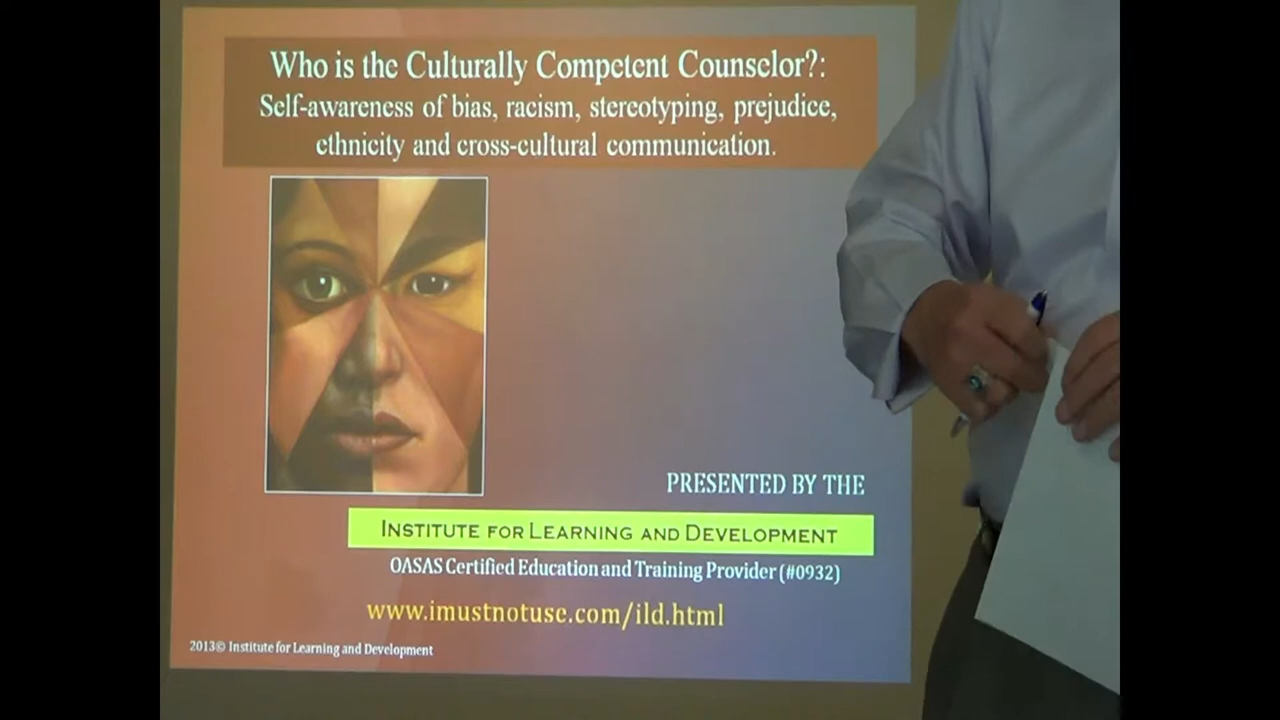 Who is the Culturally Competent Counselor?:
Self-awareness of bias, racism, stereotyping, prejudice,
ethnicity and cross-cultural communication.
PRESENTED BY THE
INSTITUTE FOR LEARNING AND DEVELOPMENT
OASAS Certified Education and Training Provider (#0932)
www.imustnotuse.com/ild.html
2013© Institute for Learning and Development